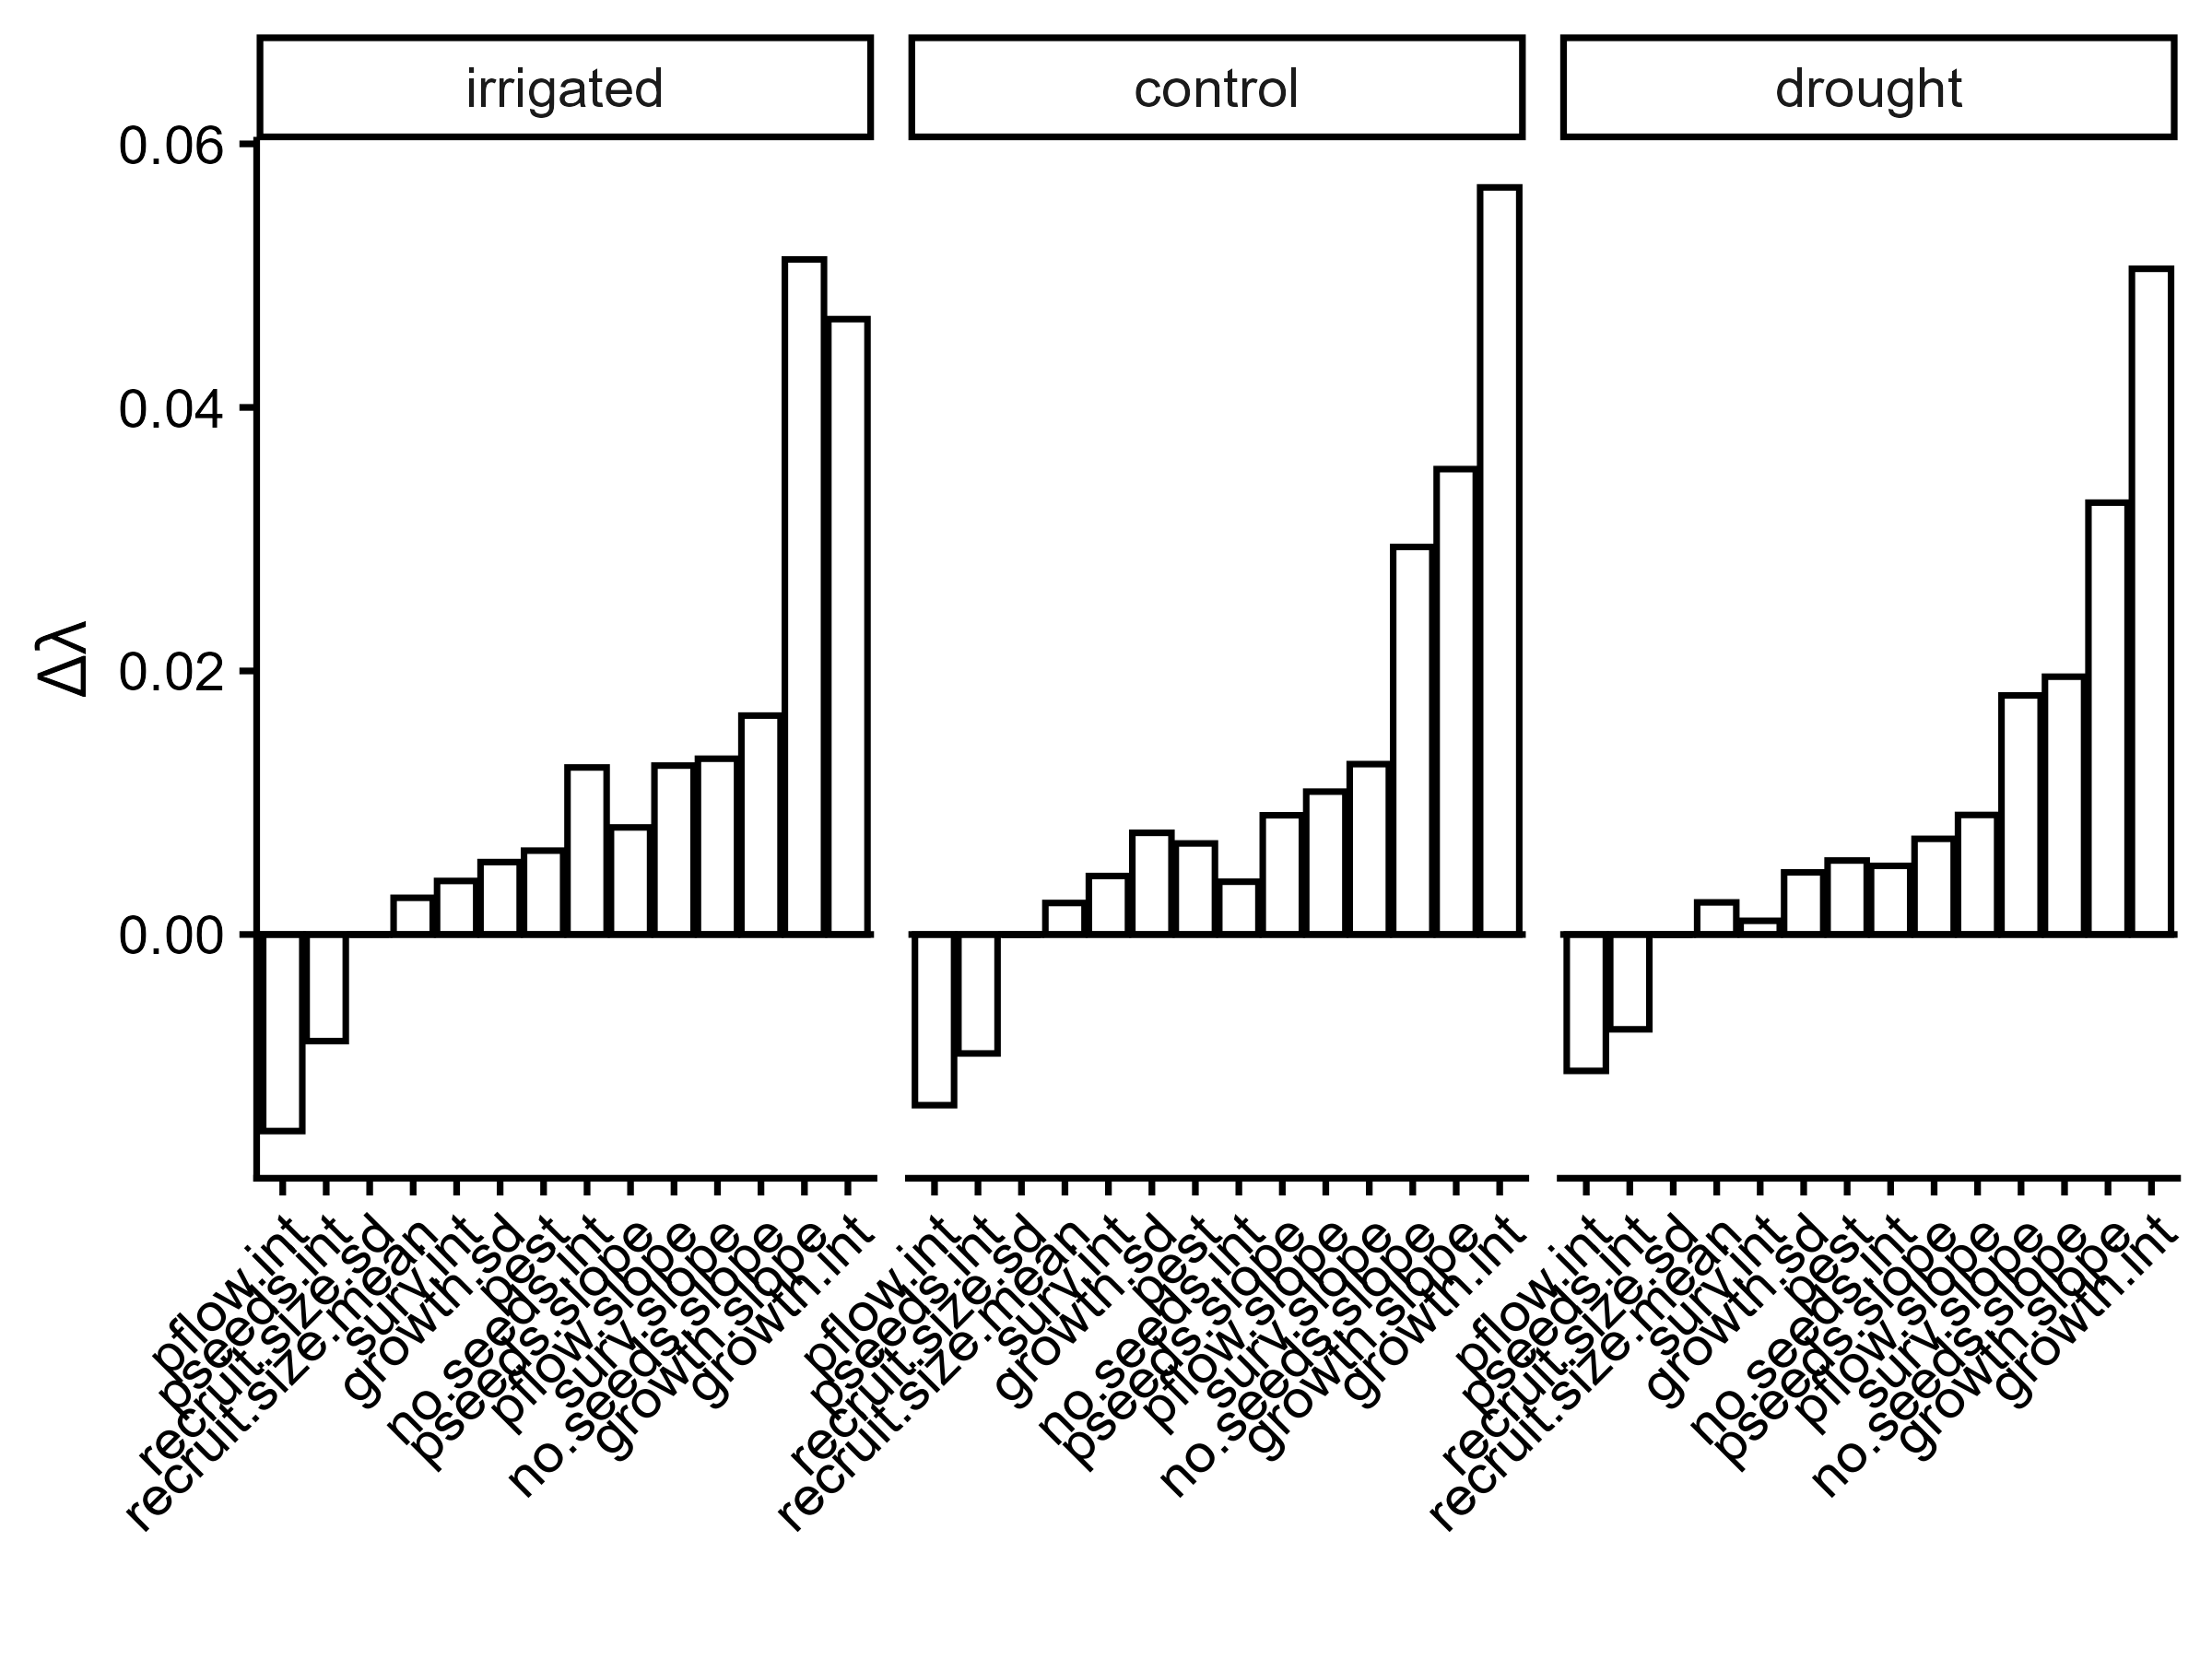 irrigated
control
drought
0.06
0.04
0.02
0.00
Δλ
pflow.int
pseeds.int
recruit.size.sd
recruit.size.mean
surv.int
growth.sd
pest
no.seeds.int
pseeds.slope
pflow.slope
surv.slope
no.seeds.slope
growth.slope
growth.int
pflow.int
pseeds.int
recruit.size.sd
recruit.size.mean
surv.int
growth.sd
pest
no.seeds.int
pseeds.slope
pflow.slope
surv.slope
no.seeds.slope
growth.slope
growth.int
pflow.int
pseeds.int
recruit.size.sd
recruit.size.mean
surv.int
growth.sd
pest
no.seeds.int
pseeds.slope
pflow.slope
surv.slope
no.seeds.slope
growth.slope
growth.int